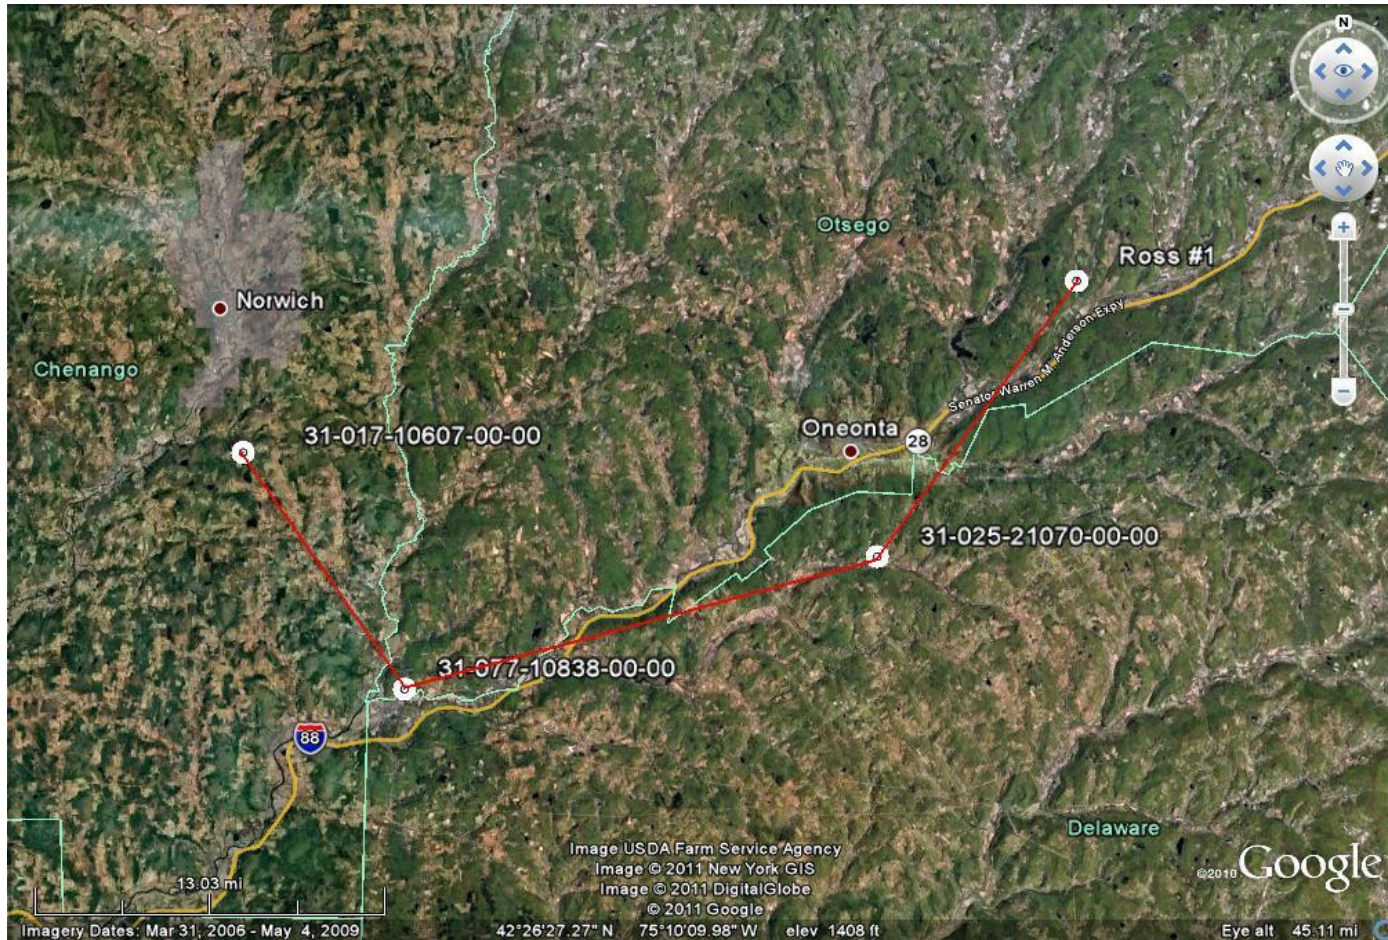 N
Otsego
Ross #1
Norwich
Senator Warren M. Anderson Expy
Chenango
Oneonta
28
31-017-10607-00-00
31-025-21070-00-00
31-077-10838-00-00
88
Delaware
Image USDA Farm Service Agency
Image © 2011 New York GIS
©2010 Google
13.03 mi
Image © 2011 DigitalGlobe
© 2011 Google
Imagery Dates: Mar 31, 2006 - May 4, 2009 42°26'27.27" N 75°10'09.98" W elev 1408 ft Eye alt 45.11 mi